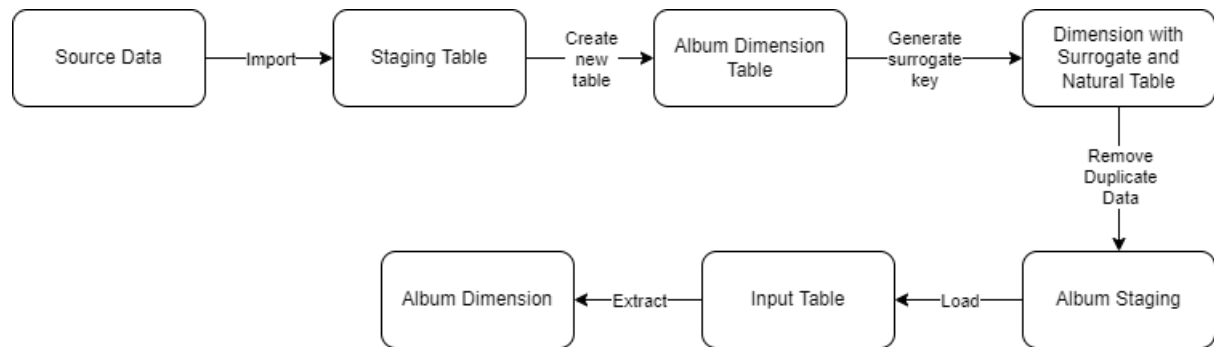 Source Data
Import
Staging Table
Create
new
table
Album Dimension
Table
Generate
surrogate
key
Dimension with
Surrogate and
Natural Table
Remove
Duplicate
Data
Album Staging
Load
Input Table
Extract
Album Dimension